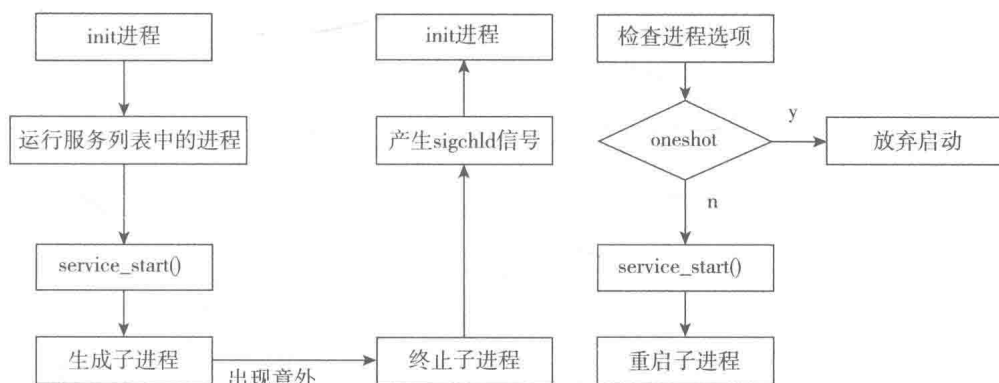 init进程
运行服务列表中的进程
service_start()
生成子进程
出现意外
终止子进程
产生sigchld信号
init进程
检查进程选项
oneshot
y
放弃启动
n
service_start()
重启子进程